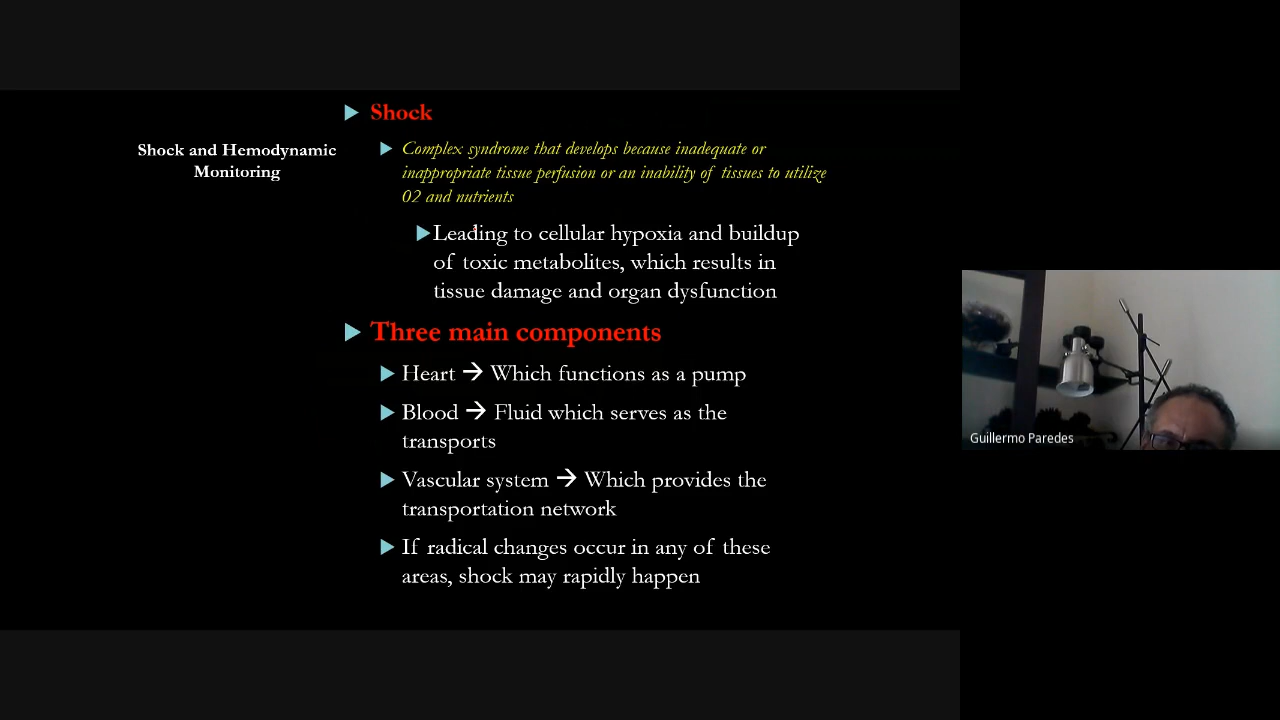 Shock and Hemodynamic
Monitoring
Shock
Complex syndrome that develops because inadequate or
inappropriate tissue perfusion or an inability of tissues to utilize
02 and nutrients
Leading to cellular hypoxia and buildup
of toxic metabolites, which results in
tissue damage and organ dysfunction
Three main components
Heart → Which functions as a pump
Blood → Fluid which serves as the
transports
Vascular system → Which provides the
transportation network
If radical changes occur in any of these
areas, shock may rapidly happen
Guillermo Paredes